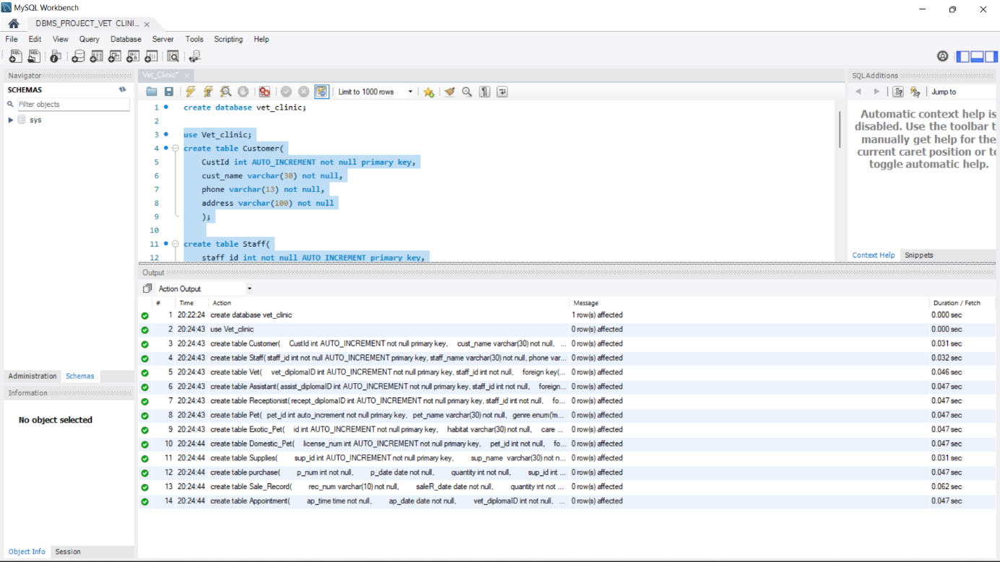 MySQL Workbench
DBMS_PROJECT_VET CLINI...
File Edit View Query Database Server Tools Scripting Help
Navigator
SCHEMAS
Filter objects
sys
Administration Schemas
Information
No object selected
Object Info Session
Vet_Clinic*
Limit to 1000 rows
1 create database vet_clinic;
2
3 use Vet_clinic;
4 create table Customer(
5 CustId int AUTO_INCREMENT not null primary key,
6 cust_name varchar(30) not null,
7 phone varchar(13) not null,
8 address varchar(100) not null
9 );
10
11 create table Staff(
12 staff_id int not null AUTO_INCREMENT primary key,
SQLAdditions
Jump to
Automatic context help is
disabled. Use the toolbar t
manually get help for the
current caret position or to
toggle automatic help.
Context Help Snippets
Output
Action Output
# Time Action Message Duration / Fetch
1 20:22:24 create database vet_clinic 1 row(s) affected 0.000 sec
2 20:24:43 use Vet_clinic 0 row(s) affected 0.000 sec
3 20:24:43 create table Customer( CustId int AUTO_INCREMENT not null primary key, cust_name varchar(30) not null, ... 0 row(s) affected 0.031 sec
4 20:24:43 create table Staff( staff_id int not null AUTO_INCREMENT primary key, staff_name varchar(30) not null, phone var... 0 row(s) affected 0.032 sec
5 20:24:43 create table Vet( vet_diplomaID int AUTO_INCREMENT not null primary key, staff_id int not null, foreign key(... 0 row(s) affected 0.046 sec
6 20:24:43 create table Assistant( assist_diplomaID int AUTO_INCREMENT not null primary key, staff_id int not null, foreign... 0 row(s) affected 0.047 sec
7 20:24:43 create table Receptionist( recept_diplomaID int AUTO_INCREMENT not null primary key, staff_id int not null, fo... 0 row(s) affected 0.047 sec
8 20:24:43 create table Pet( pet_id int auto_increment not null primary key, pet_name varchar(30) not null, genre enum('m... 0 row(s) affected 0.047 sec
9 20:24:43 create table Exotic_Pet( id int AUTO_INCREMENT not null primary key, habitat varchar(30) not null, care ... 0 row(s) affected 0.047 sec
10 20:24:44 create table Domestic_Pet( license_num int AUTO_INCREMENT not null primary key, pet_id int not null, fo... 0 row(s) affected 0.047 sec
11 20:24:44 create table Supplies( sup_id int AUTO_INCREMENT not null primary key, sup_name varchar(30) not n... 0 row(s) affected 0.031 sec
12 20:24:44 create table purchase( p_num int not null, p_date date not null, quantity int not null, sup_id int ... 0 row(s) affected 0.047 sec
13 20:24:44 create table Sale_Record( rec_num varchar(10) not null, saleR_date date not null, quantity int not ... 0 row(s) affected 0.062 sec
14 20:24:44 create table Appointment( ap_time time not null, ap_date date not null, vet_diplomaID int not null, ... 0 row(s) affected 0.047 sec